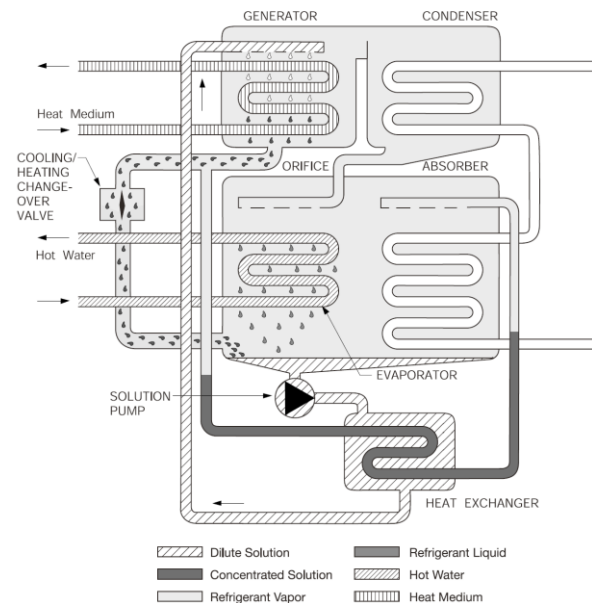 GENERATOR
CONDENSER
Heat Medium
COOLING/
HEATING
CHANGE-
OVER
VALVE
ORIFICE
ABSORBER
Hot Water
EVAPORATOR
SOLUTION
PUMP
HEAT EXCHANGER
Dilute Solution
Refrigerant Liquid
Concentrated Solution
Hot Water
Refrigerant Vapor
Heat Medium